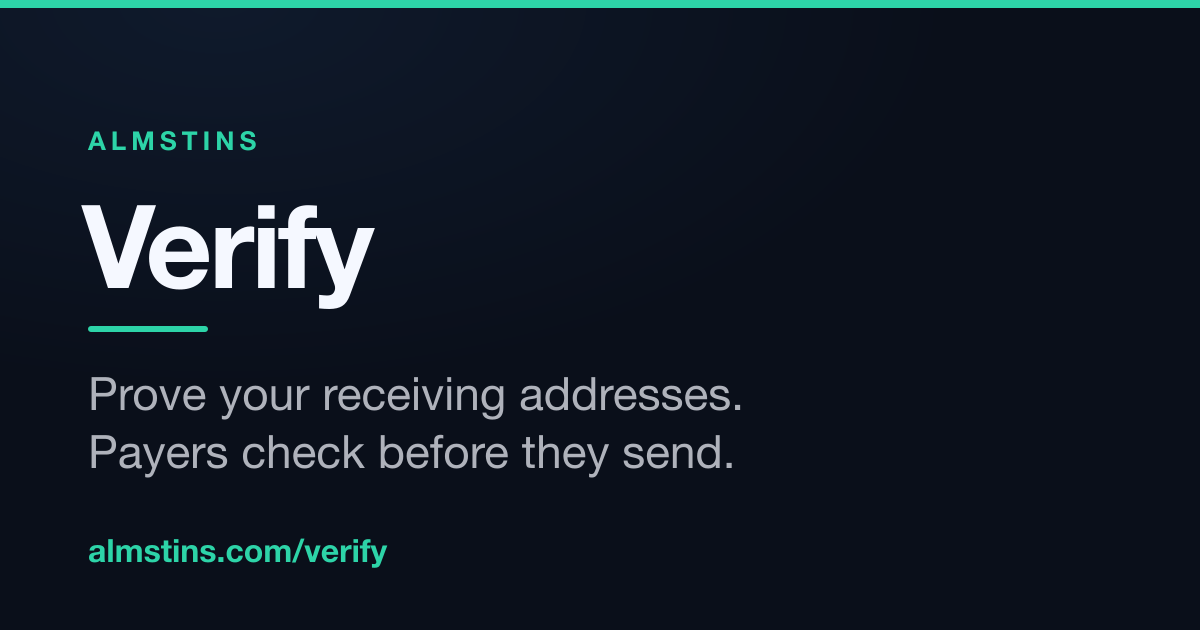 ALMSTINS
Verify
Prove your receiving addresses.
Payers check before they send.
almstins.com/verify